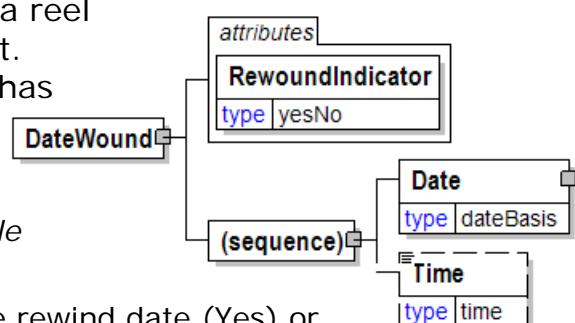 a reel
t.
has
attributes
RewoundIndicator
type yesNo
DateWound
Date
type dateBasis
(sequence)
le
Time
type time
e rewind date (Yes) or